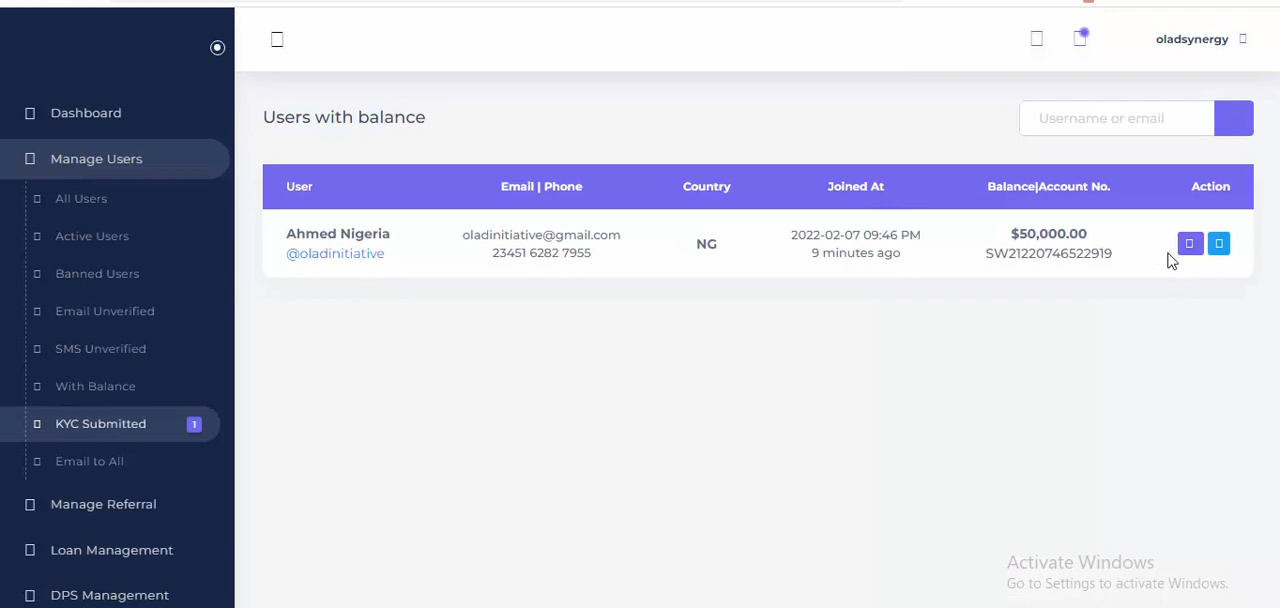 oladsynergy
Dashboard
Manage Users
All Users
Active Users
Banned Users
Email Unverified
SMS Unverified
With Balance
KYC Submitted 1
Email to All
Manage Referral
Loan Management
DPS Management
Users with balance
Username or email
User Email | Phone Country Joined At Balance|Account No. Action
Ahmed Nigeria oladinitiative@gmail.com NG 2022-02-07 09:46 PM $50,000.00
@oladinitiative 23451 6282 7955 9 minutes ago SW21220746522919
Activate Windows
Go to Settings to activate Windows.